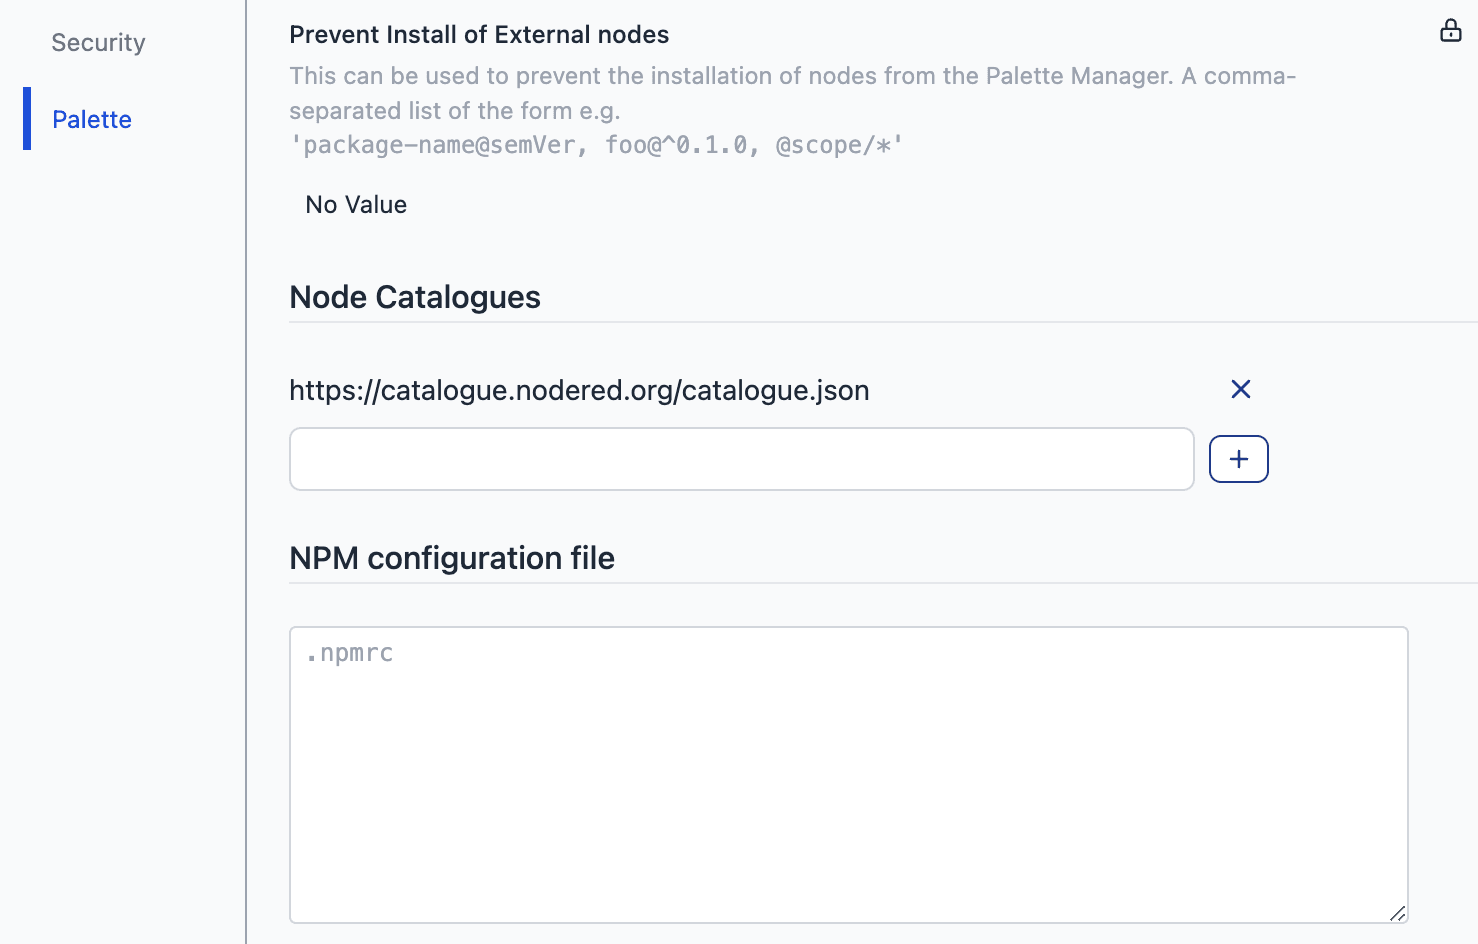 Security
Palette
Prevent Install of External nodes
This can be used to prevent the installation of nodes from the Palette Manager. A comma-
separated list of the form e.g.
'package-name@semVer, foo@^0.1.0, @scope/*'
No Value
Node Catalogues
https://catalogue.nodered.org/catalogue.json
NPM configuration file
.npmrc